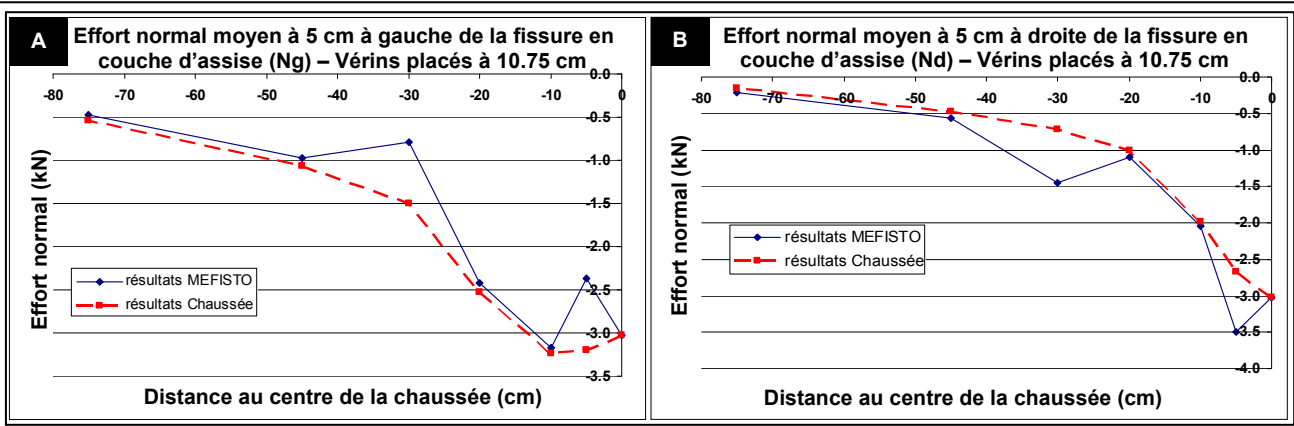 A
Effort normal moyen à 5 cm à gauche de la fissure en
couche d'assise (Ng) – Vérins placés à 10.75 cm
-80 -70 -60 -50 -40 -30 -20 -10 0
0.0
-0.5
-1.0
-1.5
-2.0
-2.5
-3.0
-3.5
Effort normal (kN)
résultats MEFISTO
résultats Chaussée
Distance au centre de la chaussée (cm)
B
Effort normal moyen à 5 cm à droite de la fissure en
couche d'assise (Nd) – Vérins placés à 10.75 cm
-80 -70 -60 -50 -40 -30 -20 -10 0
0.0
-0.5
-1.0
-1.5
-2.0
-2.5
-3.0
-3.5
-4.0
Effort normal (kN)
résultats MEFISTO
résultats Chaussée
Distance au centre de la chaussée (cm)